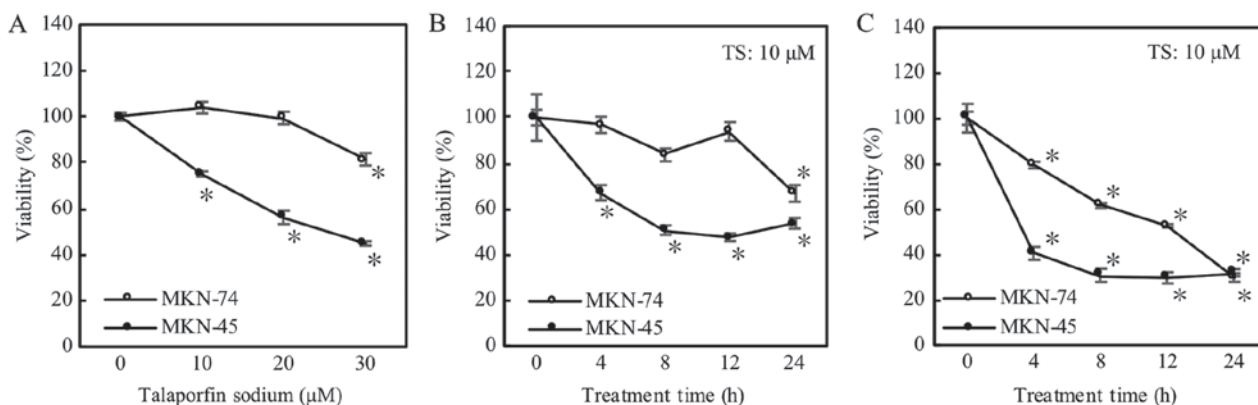 A
140
120
100
80
60
40
20
0
Viability (%)
*
*
*
*
MKN-74
MKN-45
0 10 20 30
Talaporfin sodium (μM)
B
TS: 10 μM
140
120
100
80
60
40
20
0
Viability (%)
*
*
*
*
*
MKN-74
MKN-45
0 4 8 12 24
Treatment time (h)
C
TS: 10 μM
140
120
100
80
60
40
20
0
Viability (%)
*
*
*
*
*
*
*
*
MKN-74
MKN-45
0 4 8 12 24
Treatment time (h)